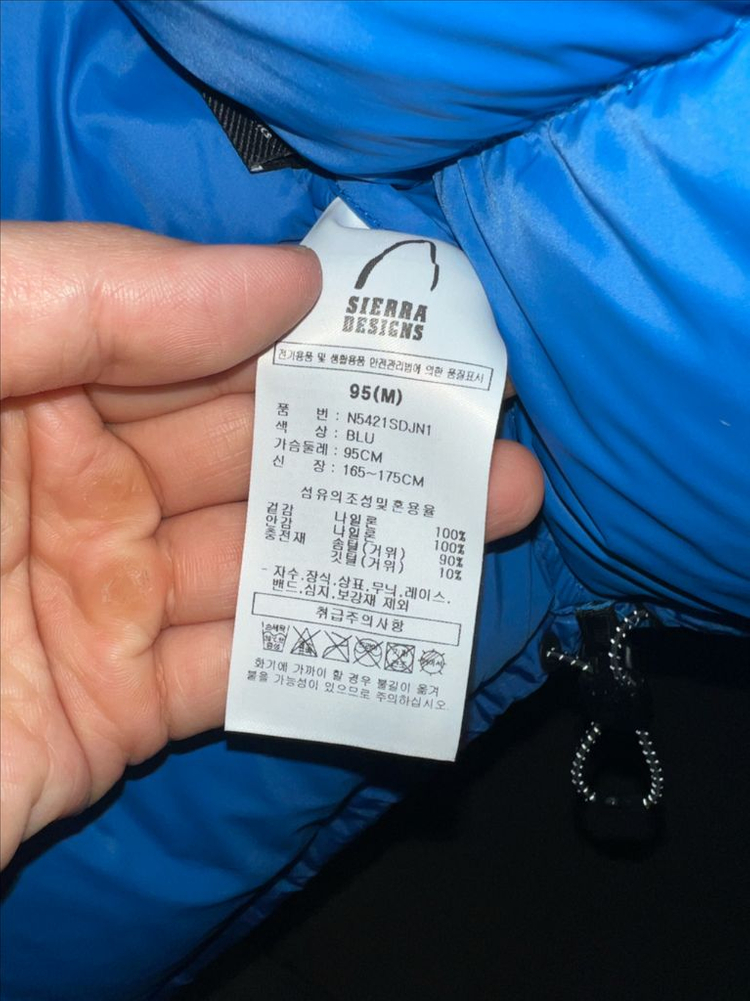 SIERRA
DESIGNS
전기용품 및 생활용품 안전관리법에 의한 품질표시
95(M)
품 번 : N5421SDJN1
색 상 : BLU
가슴둘레 : 95CM
신 장 : 165~175CM
섬유의조성및혼용율
겉감 나일론 100%
안감 나일론 100%
충전재 솜털(거위) 90%
깃털(거위) 10%
- 자수.장식.상표.무늬.레이스.
밴드.심지.보강재 제외
취급주의사항
손세탁
화기에 가까이 할 경우 불길이 옮겨
붙을 가능성이 있으므로 주의하십시오